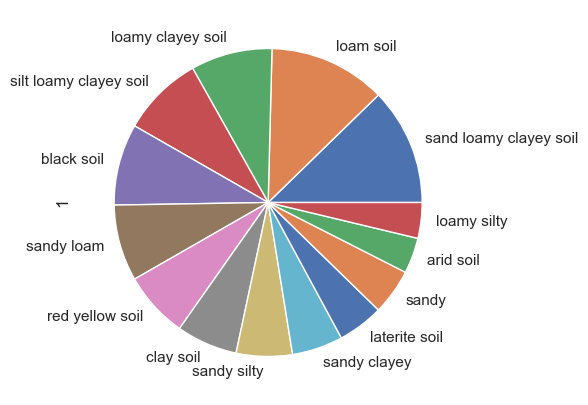 loamy clayey soil
loam soil
silt loamy clayey soil
sand loamy clayey soil
black soil
1
loamy silty
sandy loam
arid soil
sandy
red yellow soil
laterite soil
clay soil
sandy clayey
sandy silty